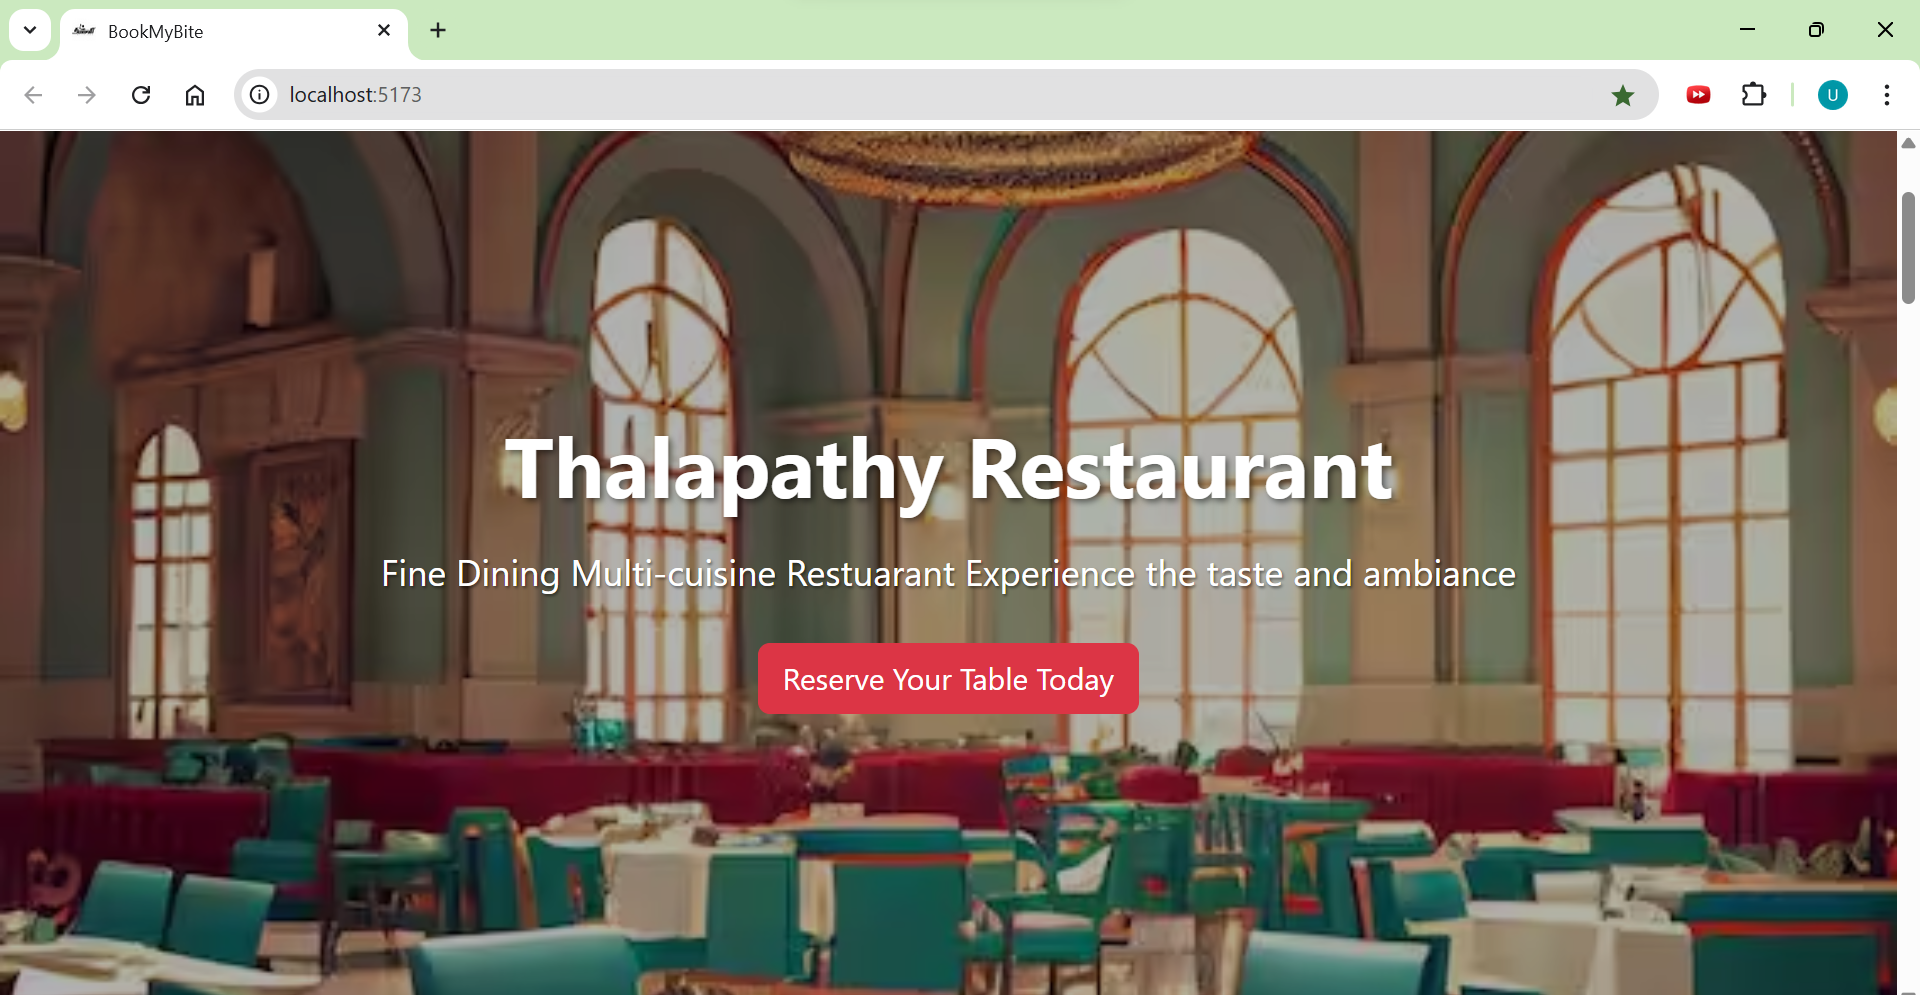 BookMyBite
localhost:5173
U
Thalapathy Restaurant
Fine Dining Multi-cuisine Restuarant Experience the taste and ambiance
Reserve Your Table Today